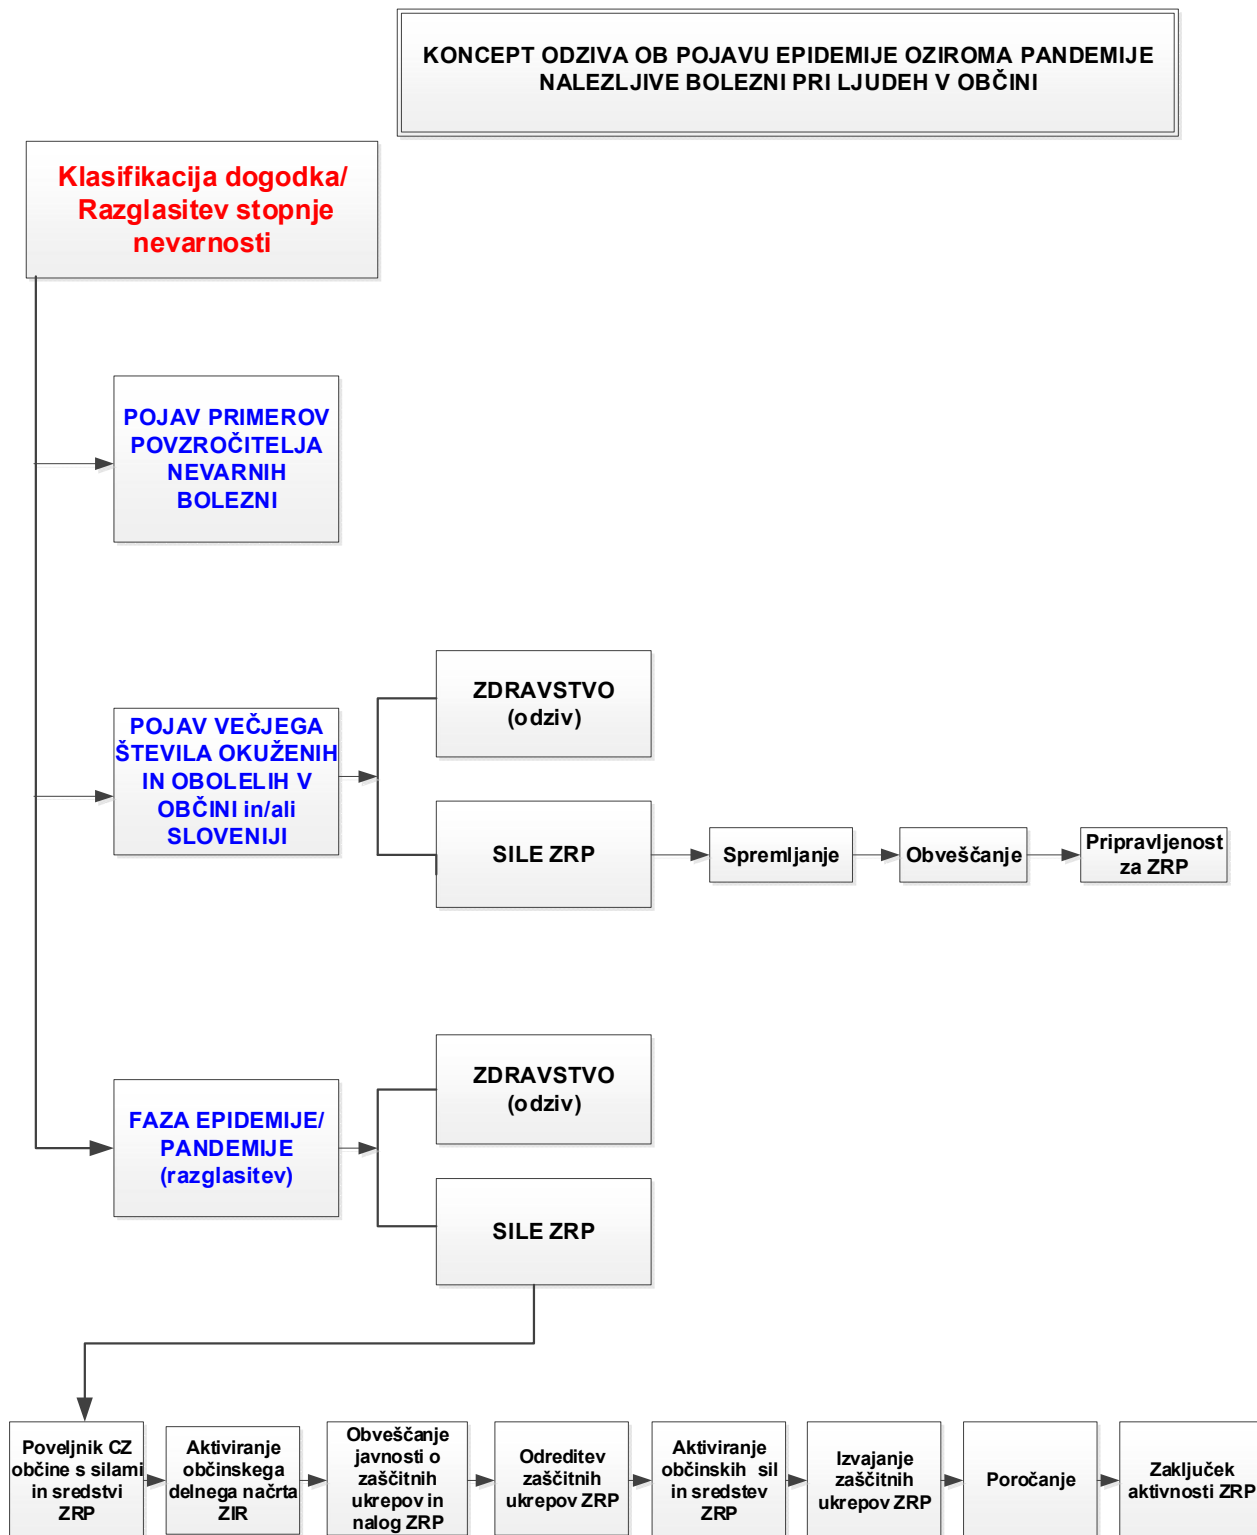 KONCEPT ODZIVA OB POJAVU EPIDEMIJE OZIROMA PANDEMIJE
NALEZLJIVE BOLEZNI PRI LJUDEH V OBČINI
Klasifikacija dogodka/
Razglasitev stopnje
nevarnosti
POJAV PRIMEROV
POVZROČITELJA
NEVARNIH
BOLEZNI
POJAV VEČJEGA
ŠTEVILA OKUŽENIH
IN OBOLELIH V
OBČINI in/ali
SLOVENIJI
ZDRAVSTVO
(odziv)
SILE ZRP
Spremljanje
Obveščanje
Pripravljenost
za ZRP
FAZA EPIDEMIJE/
PANDEMIJE
(razglasitev)
ZDRAVSTVO
(odziv)
SILE ZRP
Poveljnik CZ
občine s silami
in sredstvi
ZRP
Aktiviranje
občinskega
delnega načrta
ZIR
Obveščanje
javnosti o
zaščitnih
ukrepov in
nalog ZRP
Odreditev
zaščitnih
ukrepov ZRP
Aktiviranje
občinskih sil
in sredstev
ZRP
Izvajanje
zaščitnih
ukrepov ZRP
Poročanje
Zaključek
aktivnosti ZRP